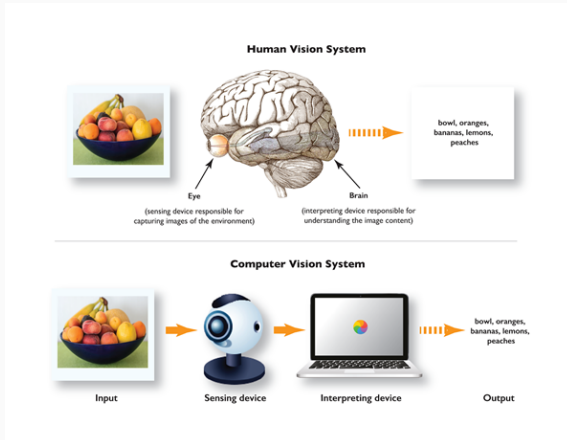 Human Vision System
bowl, oranges,
bananas, lemons,
peaches
Eye
(sensing device responsible for
capturing images of the environment)
Brain
(interpreting device responsible for
understanding the image content)
Computer Vision System
bowl, oranges,
bananas, lemons,
peaches
Input
Sensing device
Interpreting device
Output